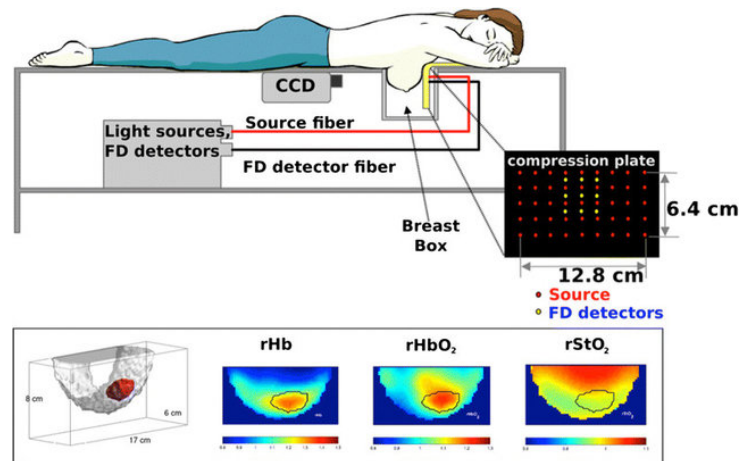 CCD
Light sources,
FD detectors
Source fiber
FD detector fiber
Breast
Box
compression plate
6.4 cm
12.8 cm
Source
FD detectors
rHb
rHbO₂
rStO₂
8 cm
6 cm
17 cm